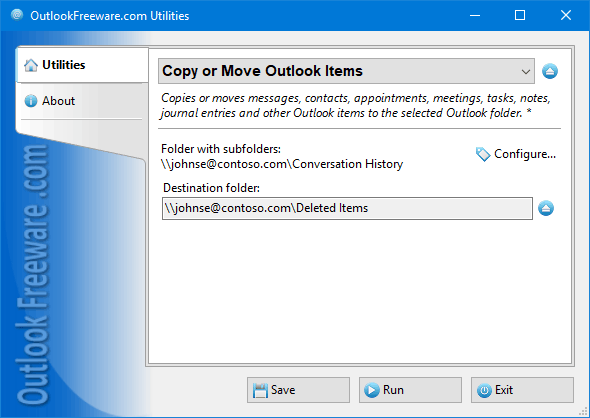 OutlookFreeware.com Utilities
Utilities
About
Copy or Move Outlook Items
Copies or moves messages, contacts, appointments, meetings, tasks, notes,
journal entries and other Outlook items to the selected Outlook folder. *
Folder with subfolders:
\\johnse@contoso.com\Conversation History
Configure...
Destination folder:
\\johnse@contoso.com\Deleted Items
Outlook Freeware .com
Save
Run
Exit